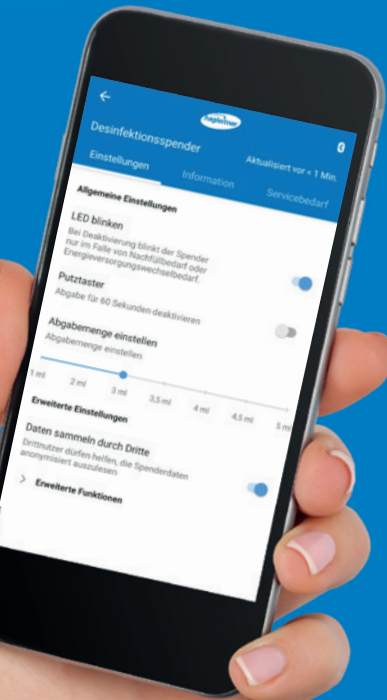 hagleitner
Desinfektionsspender
Aktualisiert vor < 1 Min.
Einstellungen
Information
Servicebedarf
Allgemeine Einstellungen
LED blinken
Bei Deaktivierung blinkt der Spender
nur im Falle von Nachfüllbedarf oder
Energieversorgungswechselbedarf.
Putztaster
Abgabe für 60 Sekunden deaktivieren
Abgabemenge einstellen
Abgabemenge einstellen
1 ml
2 ml
3 ml
3,5 ml
4 ml
4,5 ml
5 ml
Erweiterte Einstellungen
Daten sammeln durch Dritte
Drittnutzer dürfen helfen, die Spenderdaten
anonymisiert auszulesen
Erweiterte Funktionen